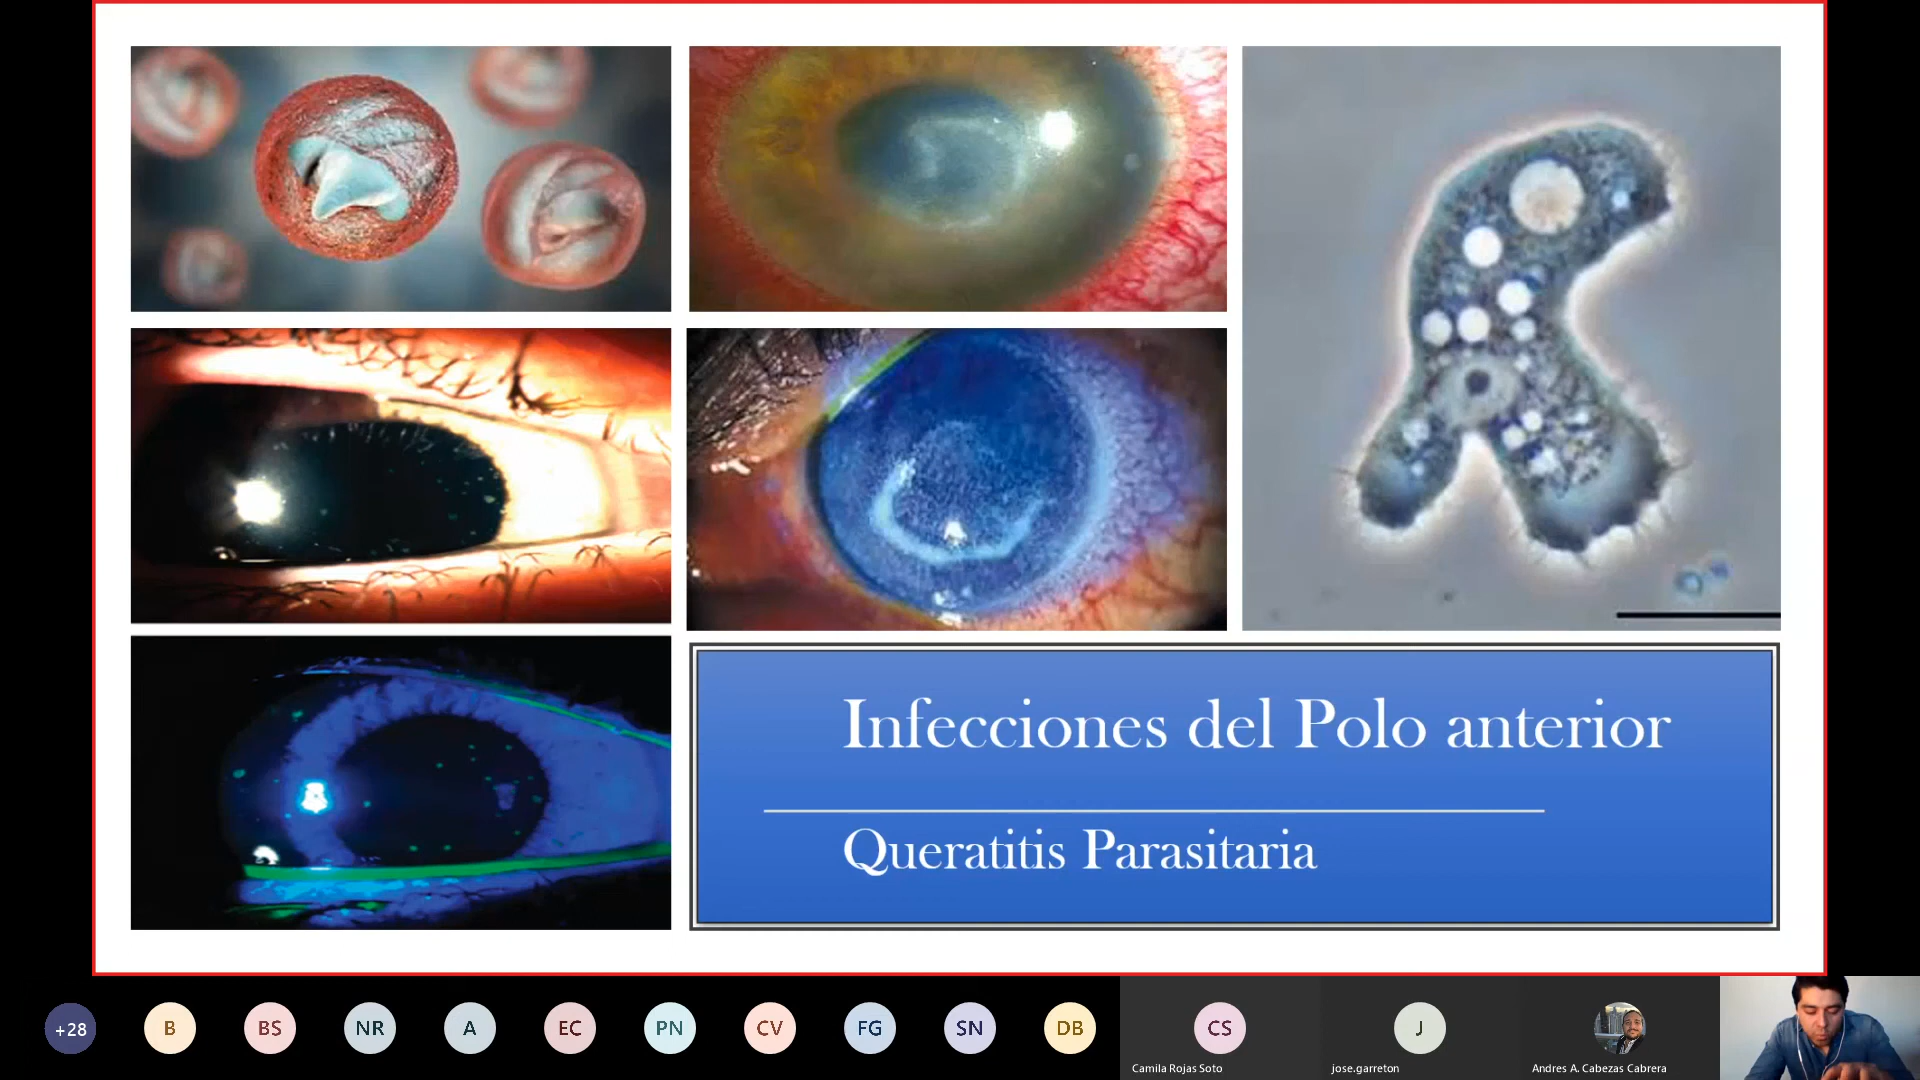 Infecciones del Polo anterior
Queratitis Parasitaria
+28
B
BS
NR
A
EC
PN
CV
FG
SN
DB
CS
J
Camila Rojas Soto
jose.garreton
Andres A. Cabezas Cabrera